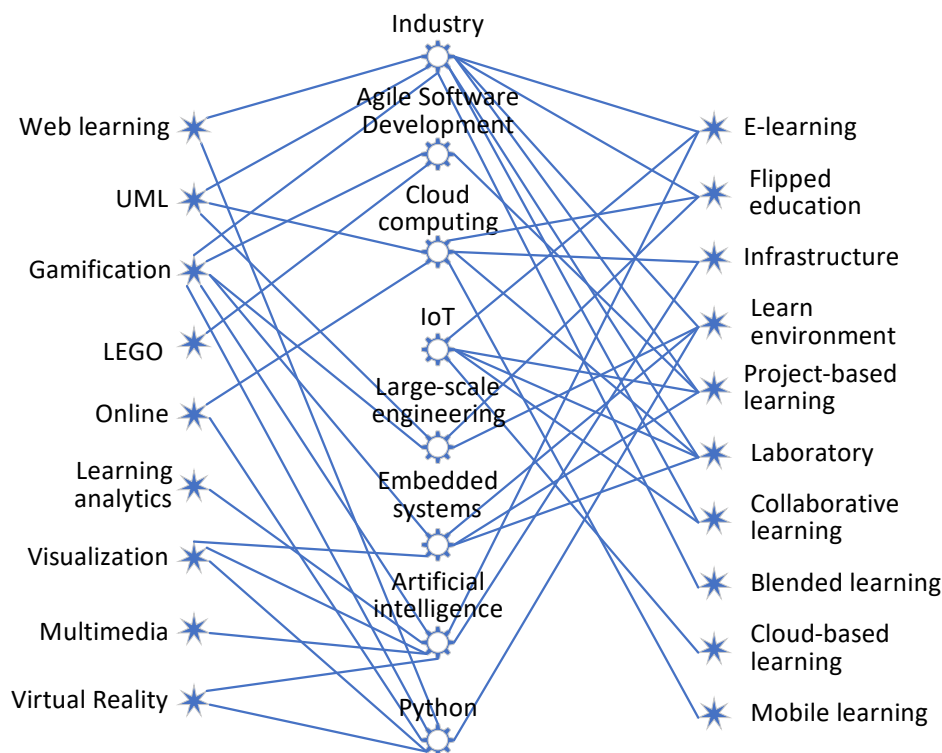 Industry
Agile Software
Development
Cloud
computing
IoT
Large-scale
engineering
Embedded
systems
Artificial
intelligence
Python
Web learning
UML
Gamification
LEGO
Online
Learning
analytics
Visualization
Multimedia
Virtual Reality
E-learning
Flipped
education
Infrastructure
Learn
environment
Project-based
learning
Laboratory
Collaborative
learning
Blended learning
Cloud-based
learning
Mobile learning